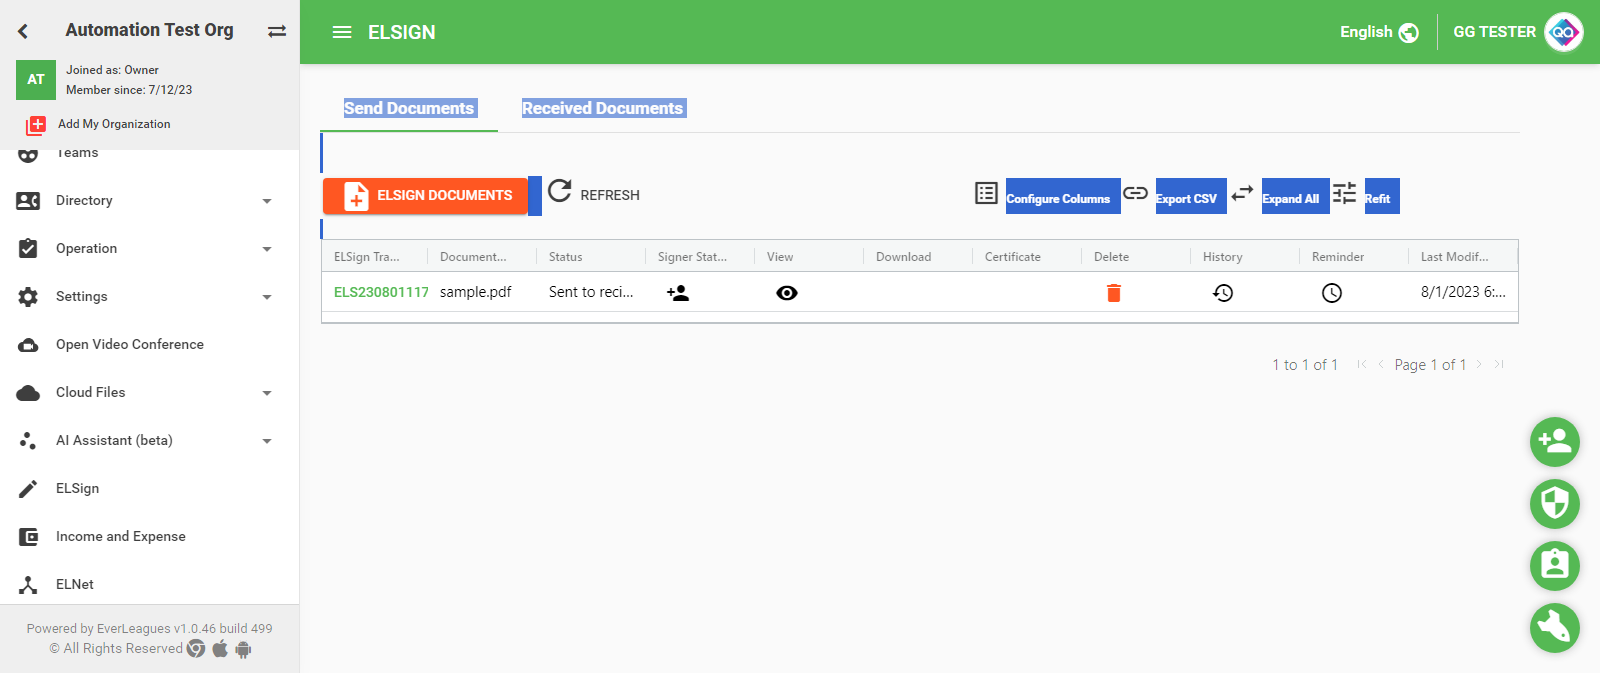 Automation Test Org
AT
Joined as: Owner
Member since: 7/12/23
Add My Organization
Teams
Directory
Operation
Settings
Open Video Conference
Cloud Files
AI Assistant (beta)
ELSign
Income and Expense
ELNet
Powered by EverLeagues v1.0.46 build 499
© All Rights Reserved
ELSIGN
English
GG TESTER
QA
Send Documents Received Documents
ELSIGN DOCUMENTS REFRESH Configure Columns Export CSV Expand All Refit
ELSign Tra... Document... Status Signer Stat... View Download Certificate Delete History Reminder Last Modif...
ELS230801117 sample.pdf Sent to reci... 8/1/2023 6:...
1 to 1 of 1 Page 1 of 1